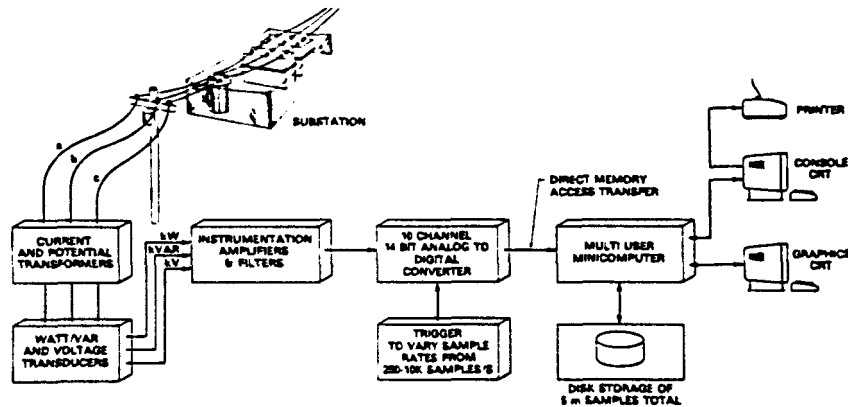 SUBSTATION
a
b
c
CURRENT
AND POTENTIAL
TRANSFORMERS
WATT/VAR
AND VOLTAGE
TRANSDUCERS
kW
kVAR
kV
INSTRUMENTATION
AMPLIFIERS
& FILTERS
16 CHANNEL
14 BIT ANALOG TO
DIGITAL
CONVERTER
TRIGGER
TO VARY SAMPLE
RATES FROM
250-10K SAMPLES/S
DIRECT MEMORY
ACCESS TRANSFER
MULTI USER
MINICOMPUTER
DISK STORAGE OF
5 m SAMPLES TOTAL
PRINTER
CONSOLE
CRT
GRAPHICS
CRT